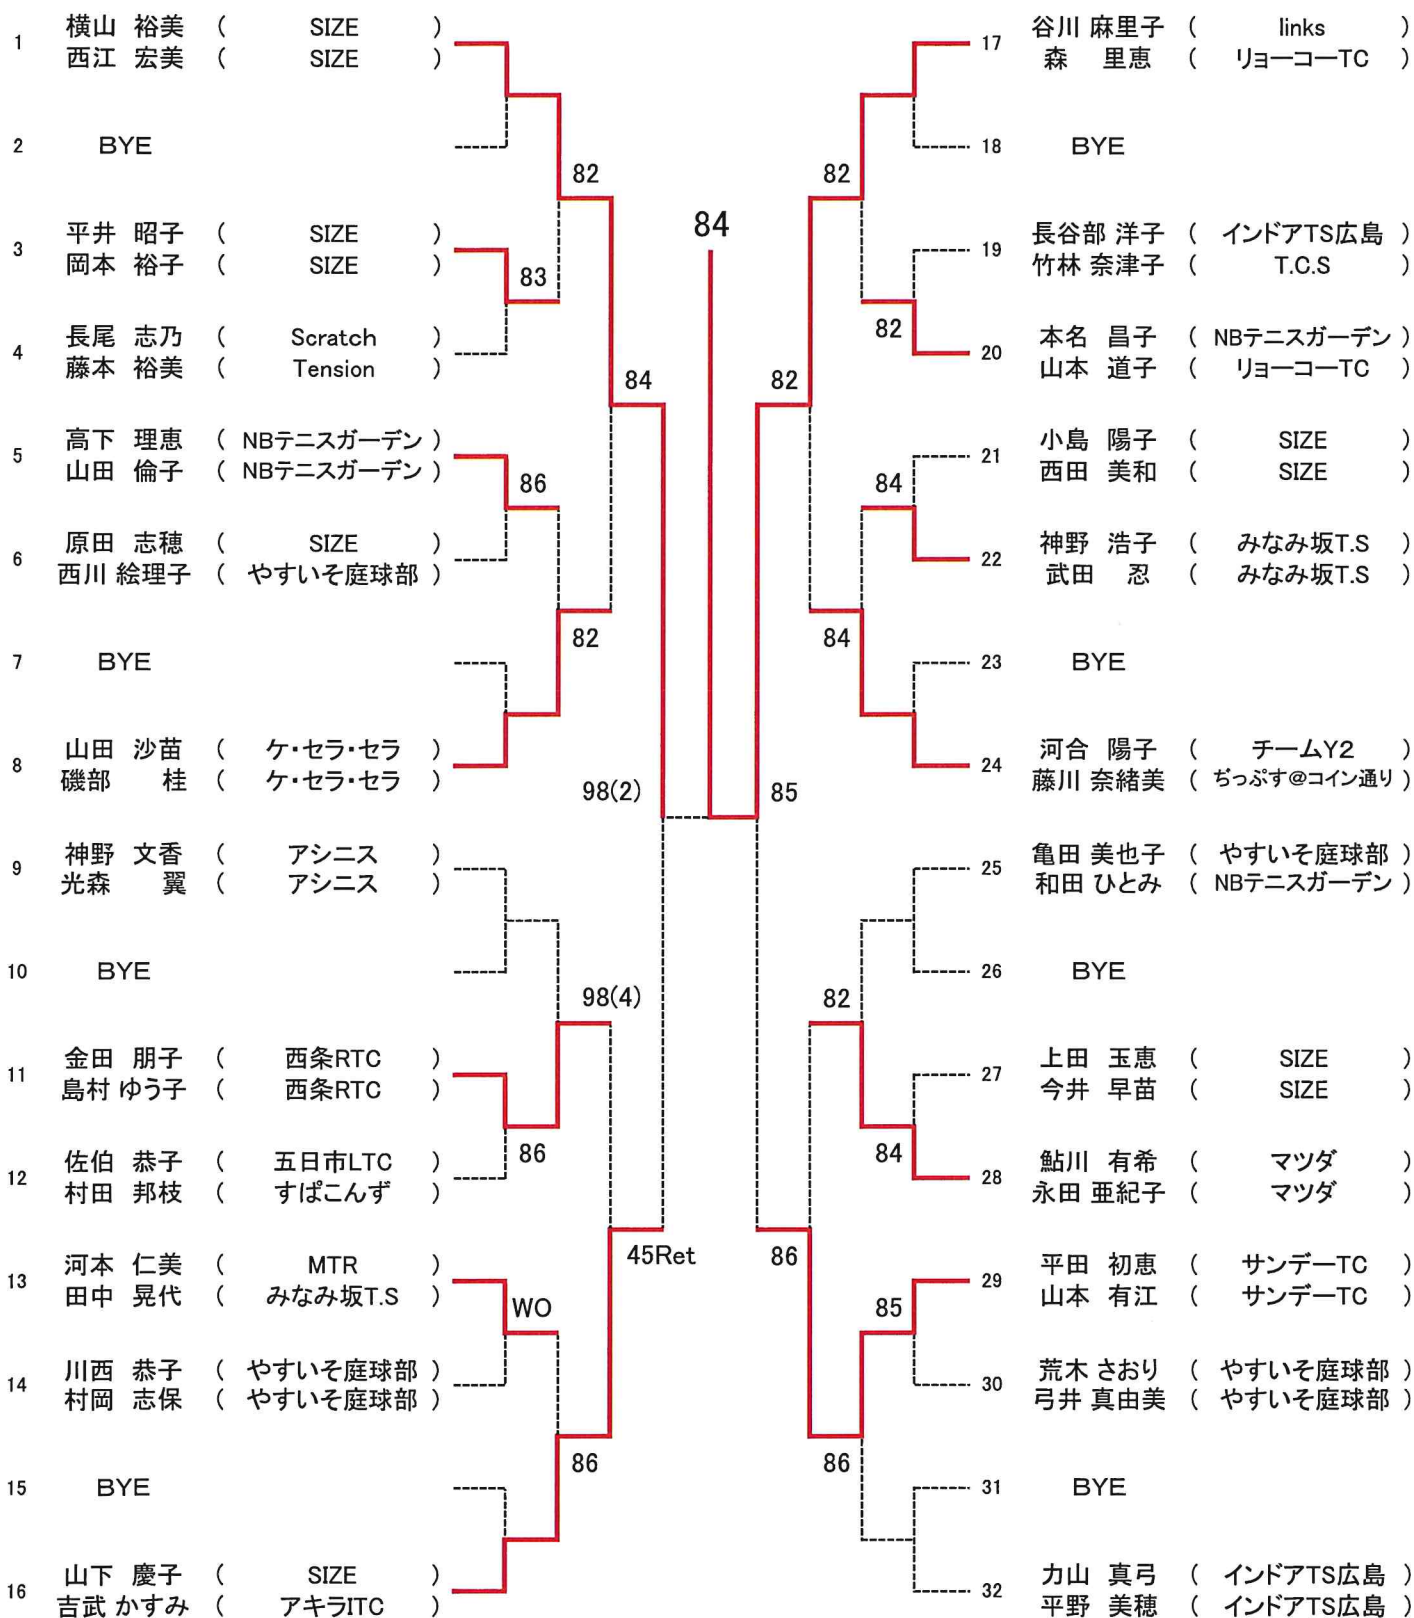 1 横山 裕美 ( SIZE )
西江 宏美 ( SIZE )
2 BYE
82
3 平井 昭子 ( SIZE )
岡本 裕子 ( SIZE )
83
4 長尾 志乃 ( Scratch )
藤本 裕美 ( Tension )
84
5 高下 理恵 ( NBテニスガーデン )
山田 倫子 ( NBテニスガーデン )
86
6 原田 志穂 ( SIZE )
西川 絵理子 ( やすいそ庭球部 )
82
7 BYE
8 山田 沙苗 ( ケ・セラ・セラ )
磯部 桂 ( ケ・セラ・セラ )
98(2)
9 神野 文香 ( アシニス )
光森 翼 ( アシニス )
10 BYE
98(4)
11 金田 朋子 ( 西条RTC )
島村 ゆう子 ( 西条RTC )
86
12 佐伯 恭子 ( 五日市LTC )
村田 邦枝 ( すぱこんず )
45Ret
13 河本 仁美 ( MTR )
田中 晃代 ( みなみ坂T.S )
WO
14 川西 恭子 ( やすいそ庭球部 )
村岡 志保 ( やすいそ庭球部 )
86
15 BYE
16 山下 慶子 ( SIZE )
吉武 かすみ ( アキラITC )
84
17 谷川 麻里子 ( links )
森 里恵 ( リョーコーTC )
18 BYE
82
19 長谷部 洋子 ( インドアTS広島 )
竹林 奈津子 ( T.C.S )
82
20 本名 昌子 ( NBテニスガーデン )
山本 道子 ( リョーコーTC )
82
21 小島 陽子 ( SIZE )
西田 美和 ( SIZE )
84
22 神野 浩子 ( みなみ坂T.S )
武田 忍 ( みなみ坂T.S )
84
23 BYE
24 河合 陽子 ( チームY2 )
藤川 奈緒美 ( ぢっぷす@コイン通り )
85
25 亀田 美也子 ( やすいそ庭球部 )
和田 ひとみ ( NBテニスガーデン )
26 BYE
82
27 上田 玉恵 ( SIZE )
今井 早苗 ( SIZE )
84
28 鮎川 有希 ( マツダ )
永田 亜紀子 ( マツダ )
86
29 平田 初恵 ( サンデーTC )
山本 有江 ( サンデーTC )
85
30 荒木 さおり ( やすいそ庭球部 )
弓井 真由美 ( やすいそ庭球部 )
86
31 BYE
32 力山 真弓 ( インドアTS広島 )
平野 美穂 ( インドアTS広島 )